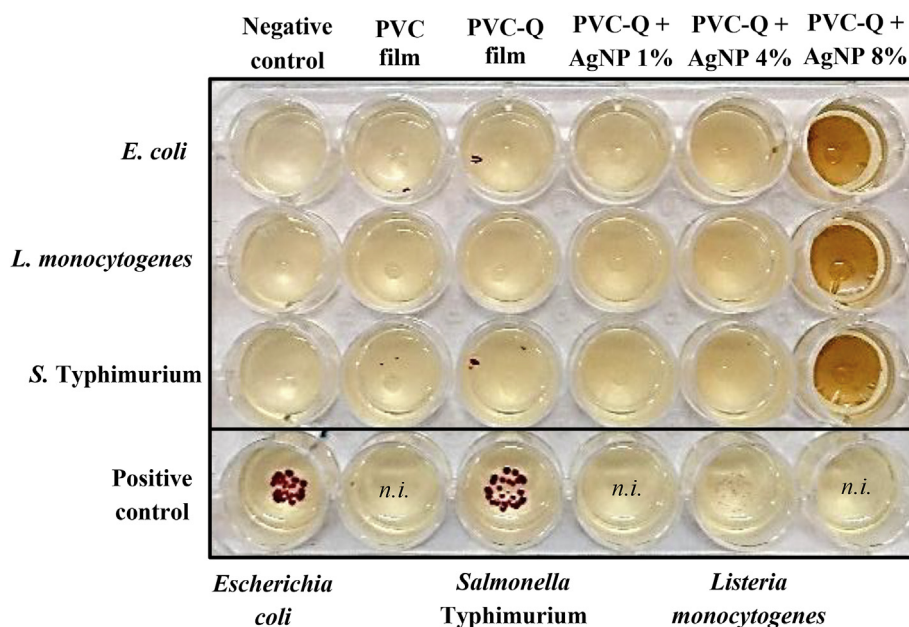 Negative control
PVC film
PVC-Q film
PVC-Q + AgNP 1%
PVC-Q + AgNP 4%
PVC-Q + AgNP 8%
E. coli
L. monocytogenes
S. Typhimurium
Positive control
n.i.
n.i.
n.i.
Escherichia coli
Salmonella Typhimurium
Listeria monocytogenes